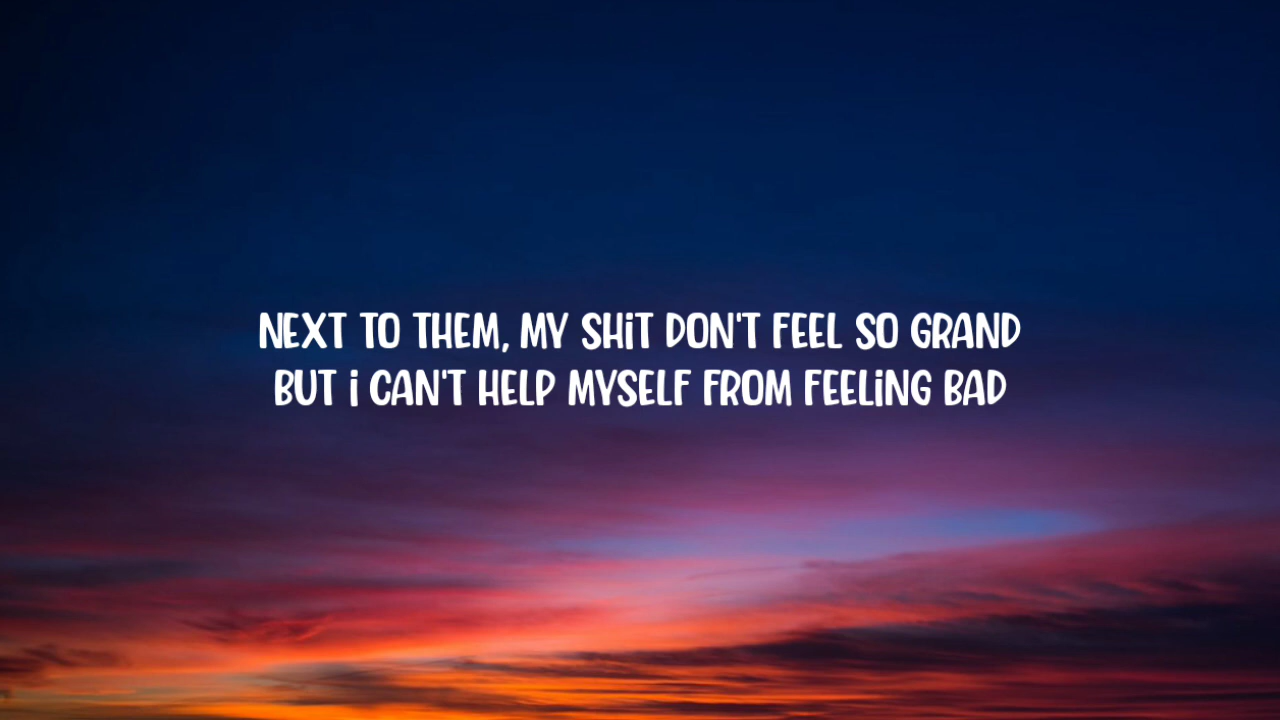 NEXT TO THEM, MY SHiT DON'T FEEL SO GRAND
BUT i CAN'T HELP MYSELF FROM FEELiNG BAD